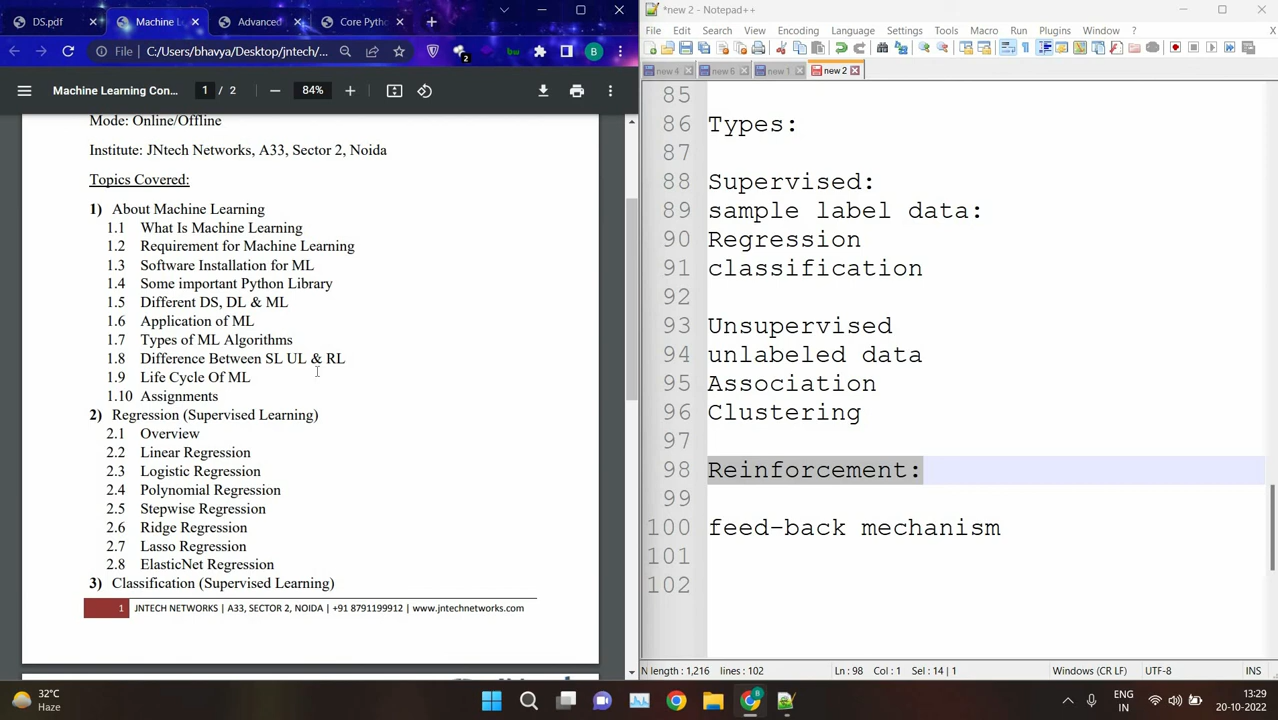 DS.pdf
Machine L
Advanced
Core Pytho
File
C:/Users/bhavya/Desktop/jntech/...
B
2
Machine Learning Con...
1 / 2
84%
Mode: Online/Offline
Institute: JNtech Networks, A33, Sector 2, Noida
Topics Covered:
1) About Machine Learning
1.1 What Is Machine Learning
1.2 Requirement for Machine Learning
1.3 Software Installation for ML
1.4 Some important Python Library
1.5 Different DS, DL & ML
1.6 Application of ML
1.7 Types of ML Algorithms
1.8 Difference Between SL UL & RL
1.9 Life Cycle Of ML
1.10 Assignments
2) Regression (Supervised Learning)
2.1 Overview
2.2 Linear Regression
2.3 Logistic Regression
2.4 Polynomial Regression
2.5 Stepwise Regression
2.6 Ridge Regression
2.7 Lasso Regression
2.8 ElasticNet Regression
3) Classification (Supervised Learning)
1 JNTECH NETWORKS | A33, SECTOR 2, NOIDA | +91 8791199912 | www.jntechnetworks.com
*new 2 - Notepad++
File Edit Search View Encoding Language Settings Tools Macro Run Plugins Window ?
X
new 4 new 6 new 1 new 2
85
86 Types:
87
88 Supervised:
89 sample label data:
90 Regression
91 classification
92
93 Unsupervised
94 unlabeled data
95 Association
96 Clustering
97
98 Reinforcement:
99
100 feed-back mechanism
101
102
N length : 1,216 lines : 102 Ln : 98 Col : 1 Sel : 14 | 1 Windows (CR LF) UTF-8 INS
32°C
Haze
ENG
IN
13:29
20-10-2022